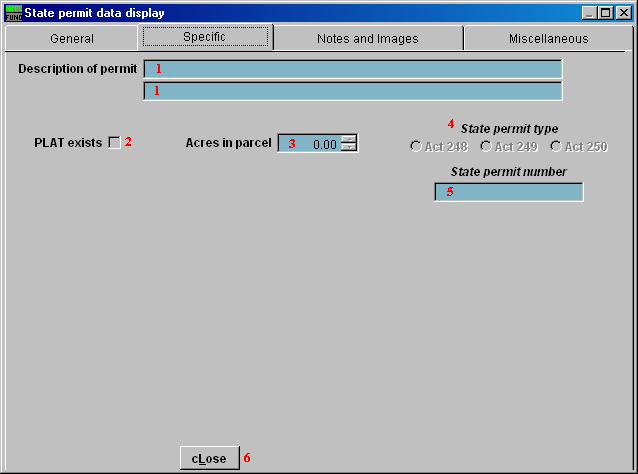 FUND State permit data display
General Specific Notes and Images Miscellaneous
Description of permit 1
1
4 State permit type
PLAT exists 2 Acres in parcel 3 0.00 Act 248 Act 249 Act 250
State permit number
5
cLose 6